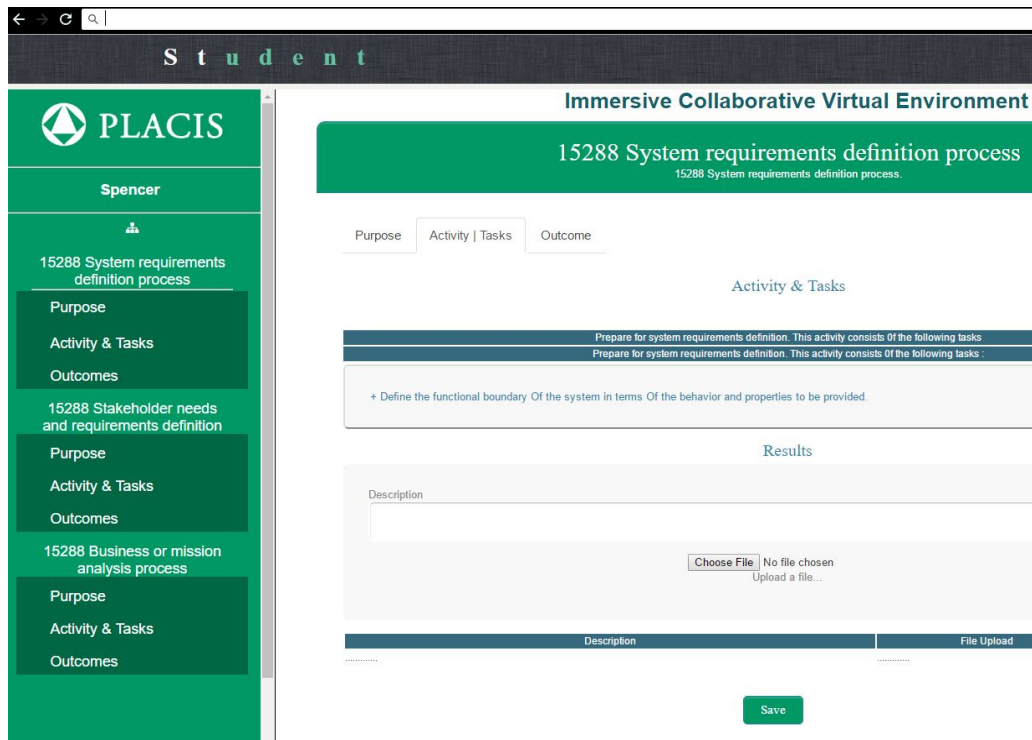 Student
PLACIS
Spencer
15288 System requirements
definition process
Purpose
Activity & Tasks
Outcomes
15288 Stakeholder needs
and requirements definition
Purpose
Activity & Tasks
Outcomes
15288 Business or mission
analysis process
Purpose
Activity & Tasks
Outcomes
Immersive Collaborative Virtual Environment
15288 System requirements definition process
15288 System requirements definition process.
Purpose Activity | Tasks Outcome
Activity & Tasks
Prepare for system requirements definition. This activity consists 0f the following tasks
Prepare for system requirements definition. This activity consists 0f the following tasks :
+ Define the functional boundary Of the system in terms Of the behavior and properties to be provided.
Results
Description
Choose File No file chosen
Upload a file...
Description File Upload
............. .............
Save